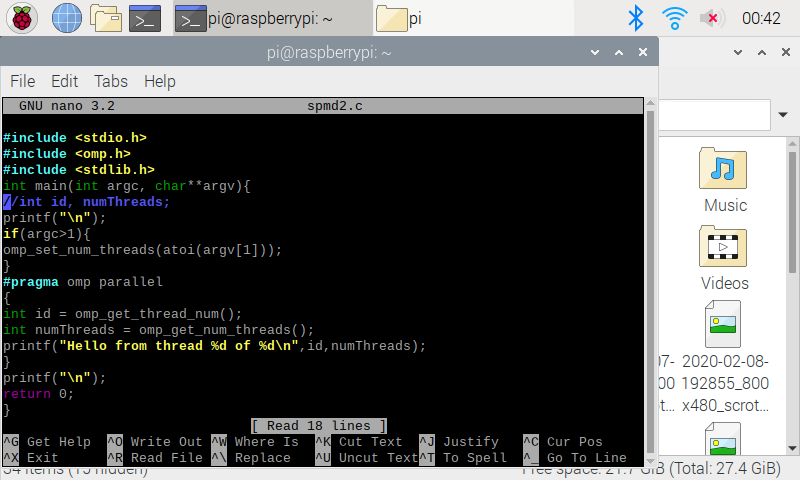 pi@raspberrypi: ~
pi
00:42
pi@raspberrypi: ~
File Edit Tabs Help
GNU nano 3.2 spmd2.c
#include <stdio.h>
#include <omp.h>
#include <stdlib.h>
int main(int argc, char**argv){
//int id, numThreads;
printf("\n");
if(argc>1){
omp_set_num_threads(atoi(argv[1]));
}
#pragma omp parallel
{
int id = omp_get_thread_num();
int numThreads = omp_get_num_threads();
printf("Hello from thread %d of %d\n",id,numThreads);
}
printf("\n");
return 0;
}
[ Read 18 lines ]
^G Get Help ^O Write Out ^W Where Is ^K Cut Text ^J Justify ^C Cur Pos
^X Exit ^R Read File ^\ Replace ^U Uncut Text ^T To Spell ^_ Go To Line
Music
Videos
07-
00
ot...
2020-02-08-
192855_800
x480_scrot...
54 items (15 hidden)
Free space: 21.7 GiB (Total: 27.4 GiB)